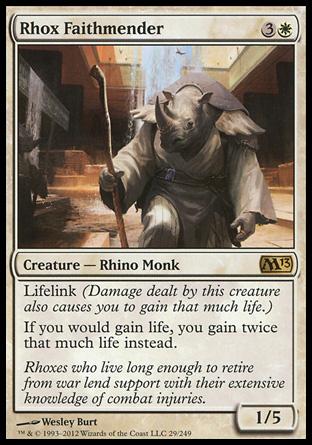 Rhox Faithmender 3
Creature — Rhino Monk M13
Lifelink (Damage dealt by this creature
also causes you to gain that much life.)
If you would gain life, you gain twice
that much life instead.
Rhoxes who live long enough to retire
from war lend support with their extensive
knowledge of combat injuries.
Wesley Burt
™ & © 1993–2012 Wizards of the Coast LLC 29/249
1/5